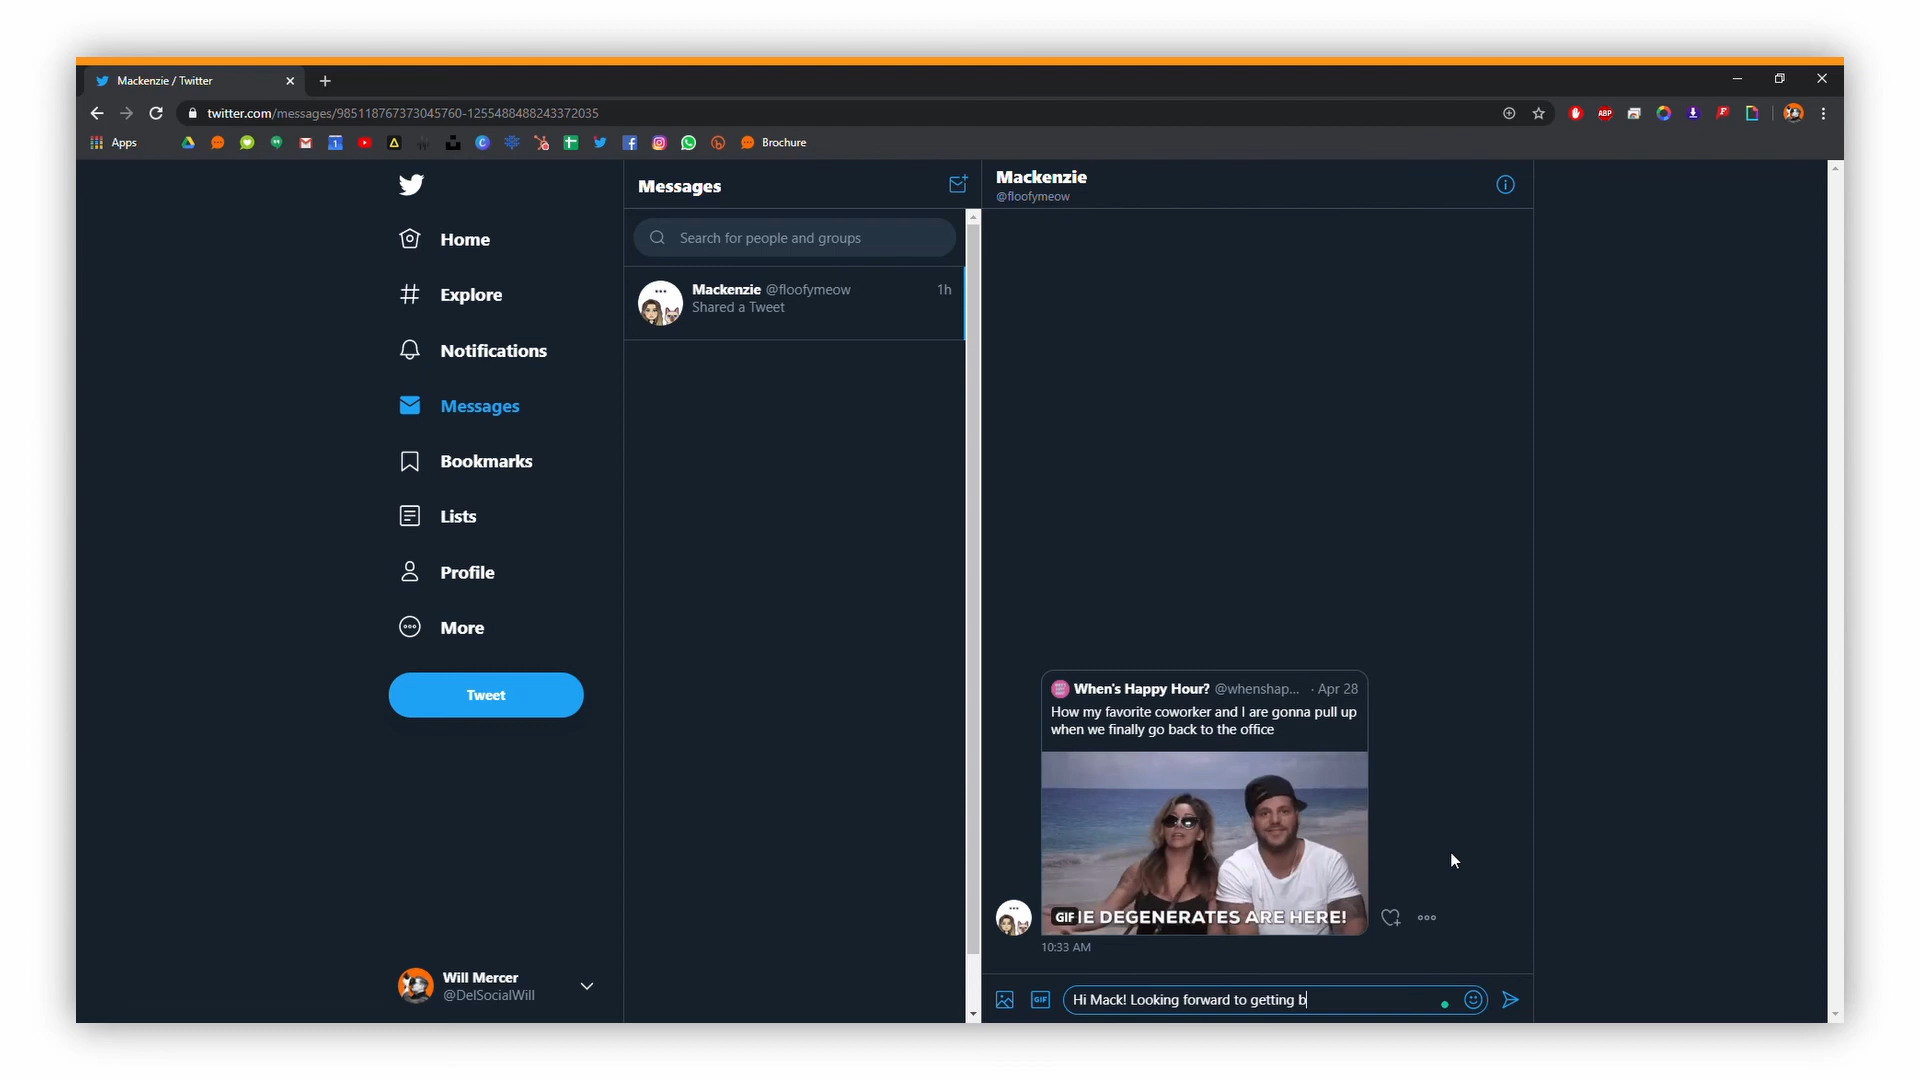 Mackenzie / Twitter
twitter.com/messages/985118767373045760-1255488488243372035
ABP
Apps
1
Brochure
Home
Explore
Notifications
Messages
Bookmarks
Lists
Profile
More
Tweet
Will Mercer
@DelSocialWill
Messages
Search for people and groups
Mackenzie @floofymeow 1h
Shared a Tweet
Mackenzie
@floofymeow
When's Happy Hour? @whenshap... · Apr 28
How my favorite coworker and I are gonna pull up
when we finally go back to the office
GIF IE DEGENERATES ARE HERE!
10:33 AM
GIF
Hi Mack! Looking forward to getting b